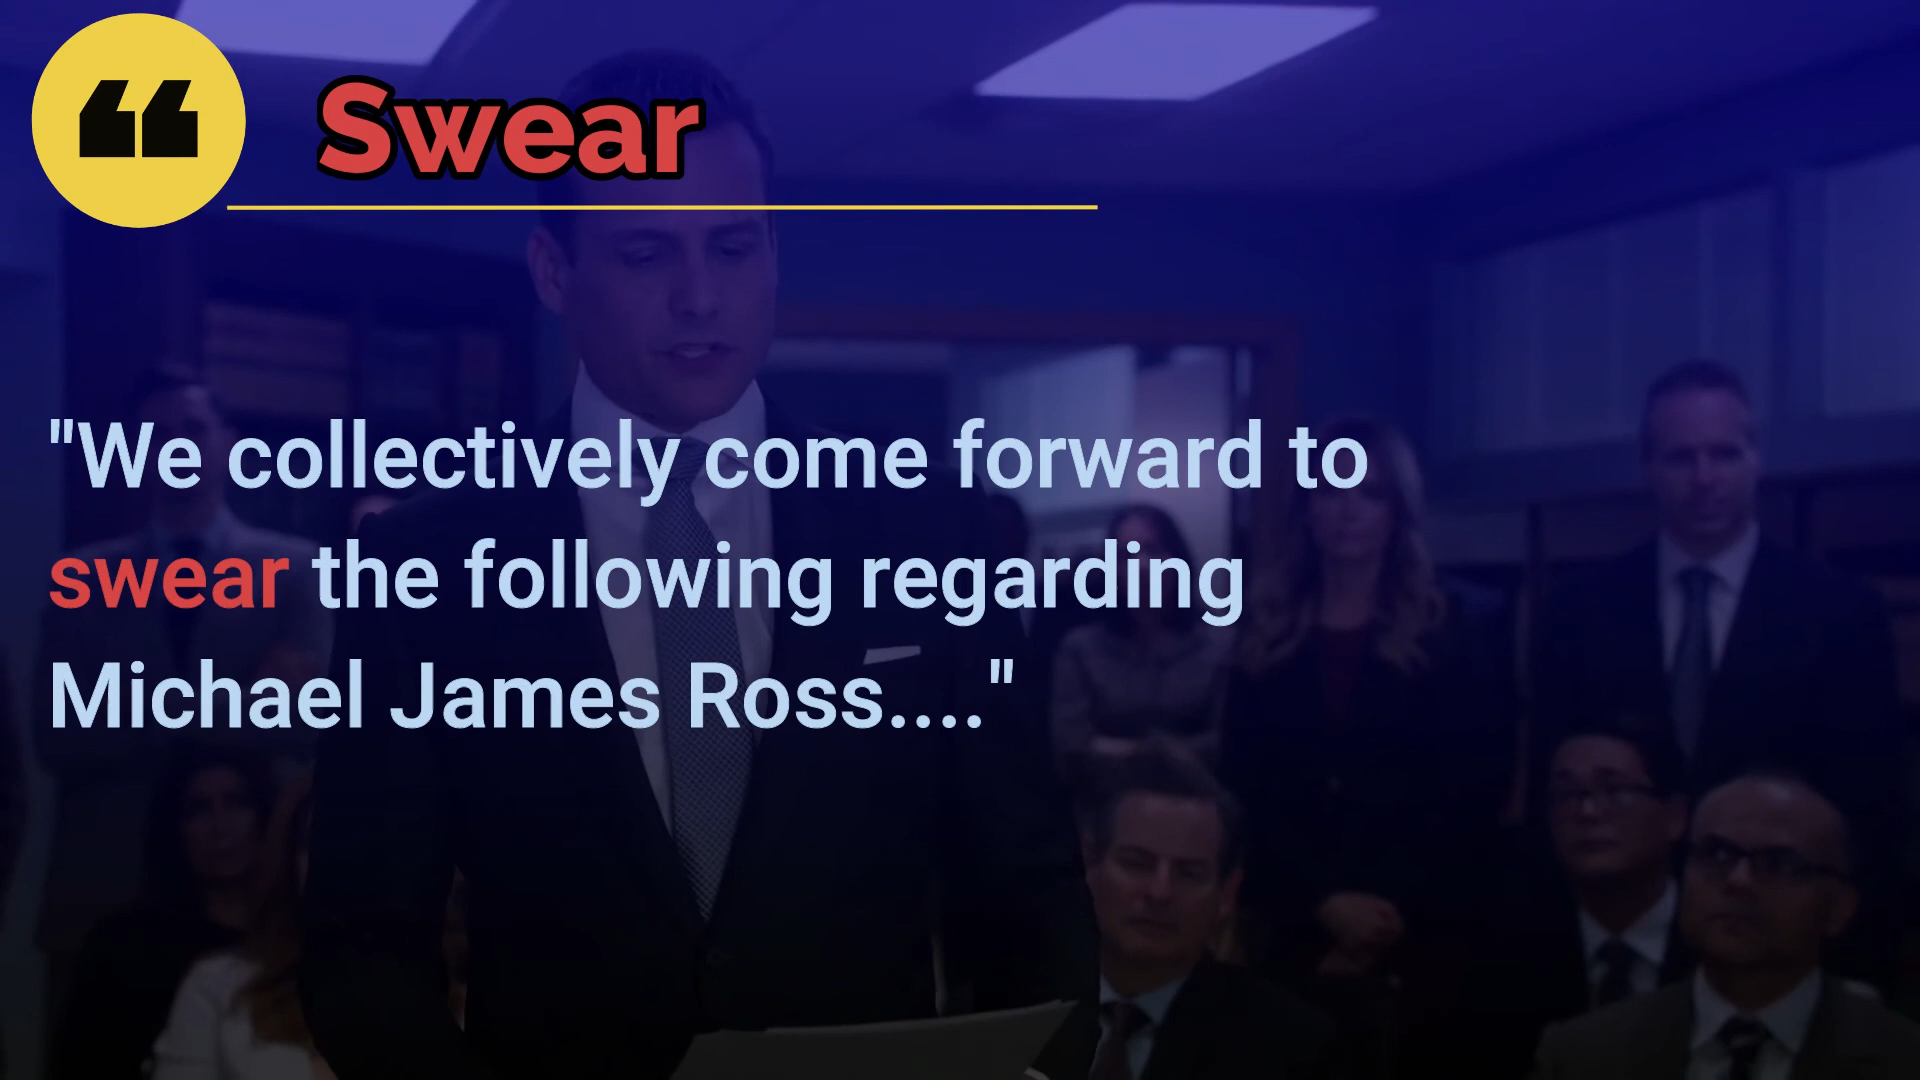 Swear
"We collectively come forward to
swear the following regarding
Michael James Ross...."